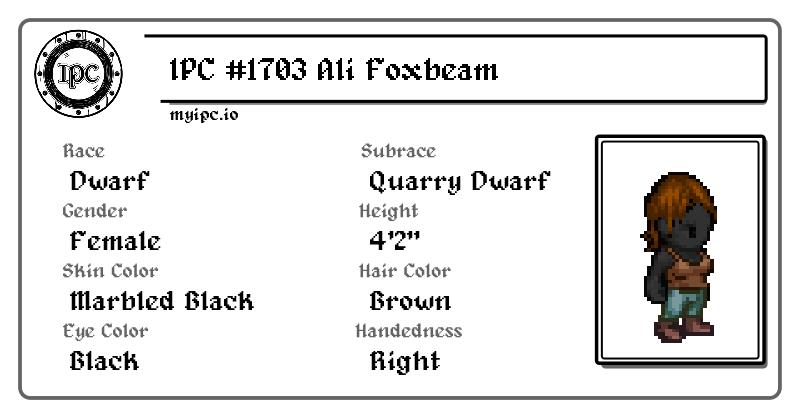 IPC
IPC #1703 Ali Foxbeam
myipc.io
Race
Dwarf
Subrace
Quarry Dwarf
Gender
Female
Height
4'2"
Skin Color
Marbled Black
Hair Color
Brown
Eye Color
Black
Handedness
Right